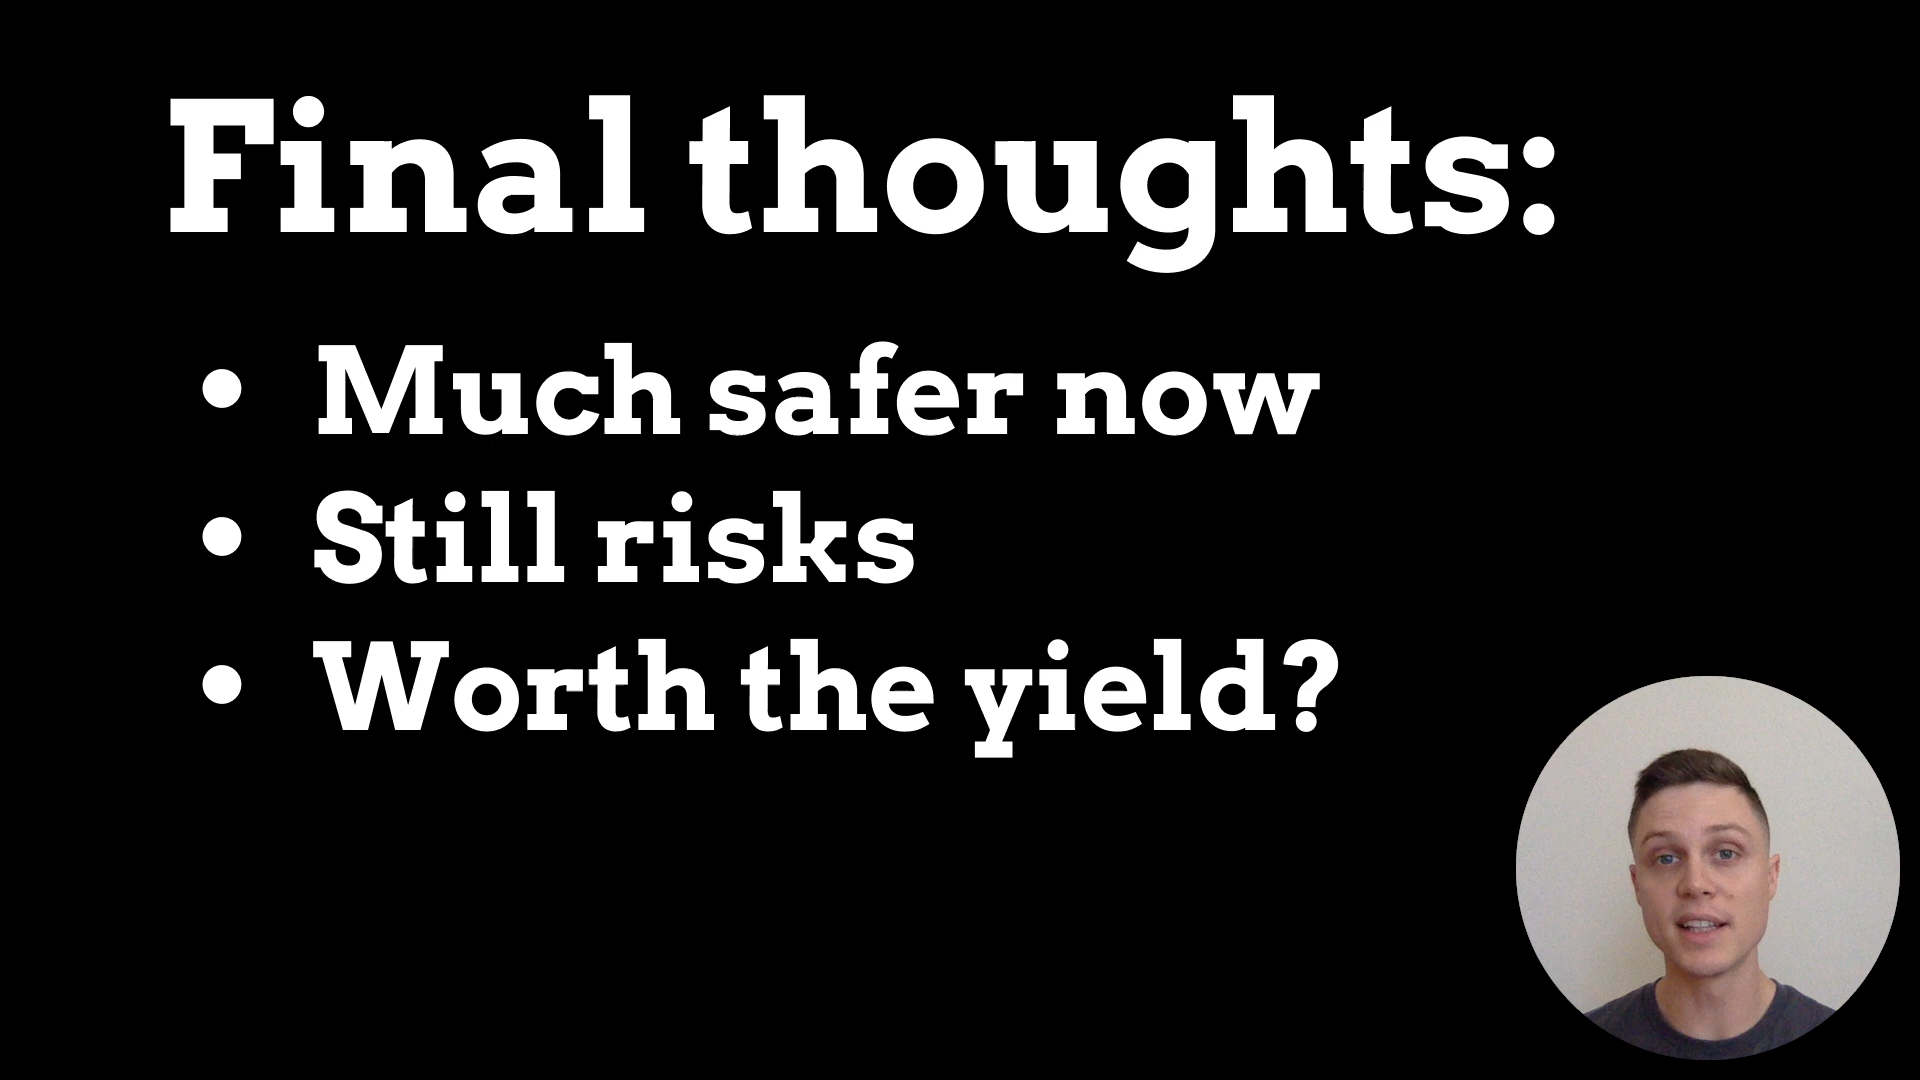 Final thoughts:
• Much safer now
• Still risks
• Worth the yield?